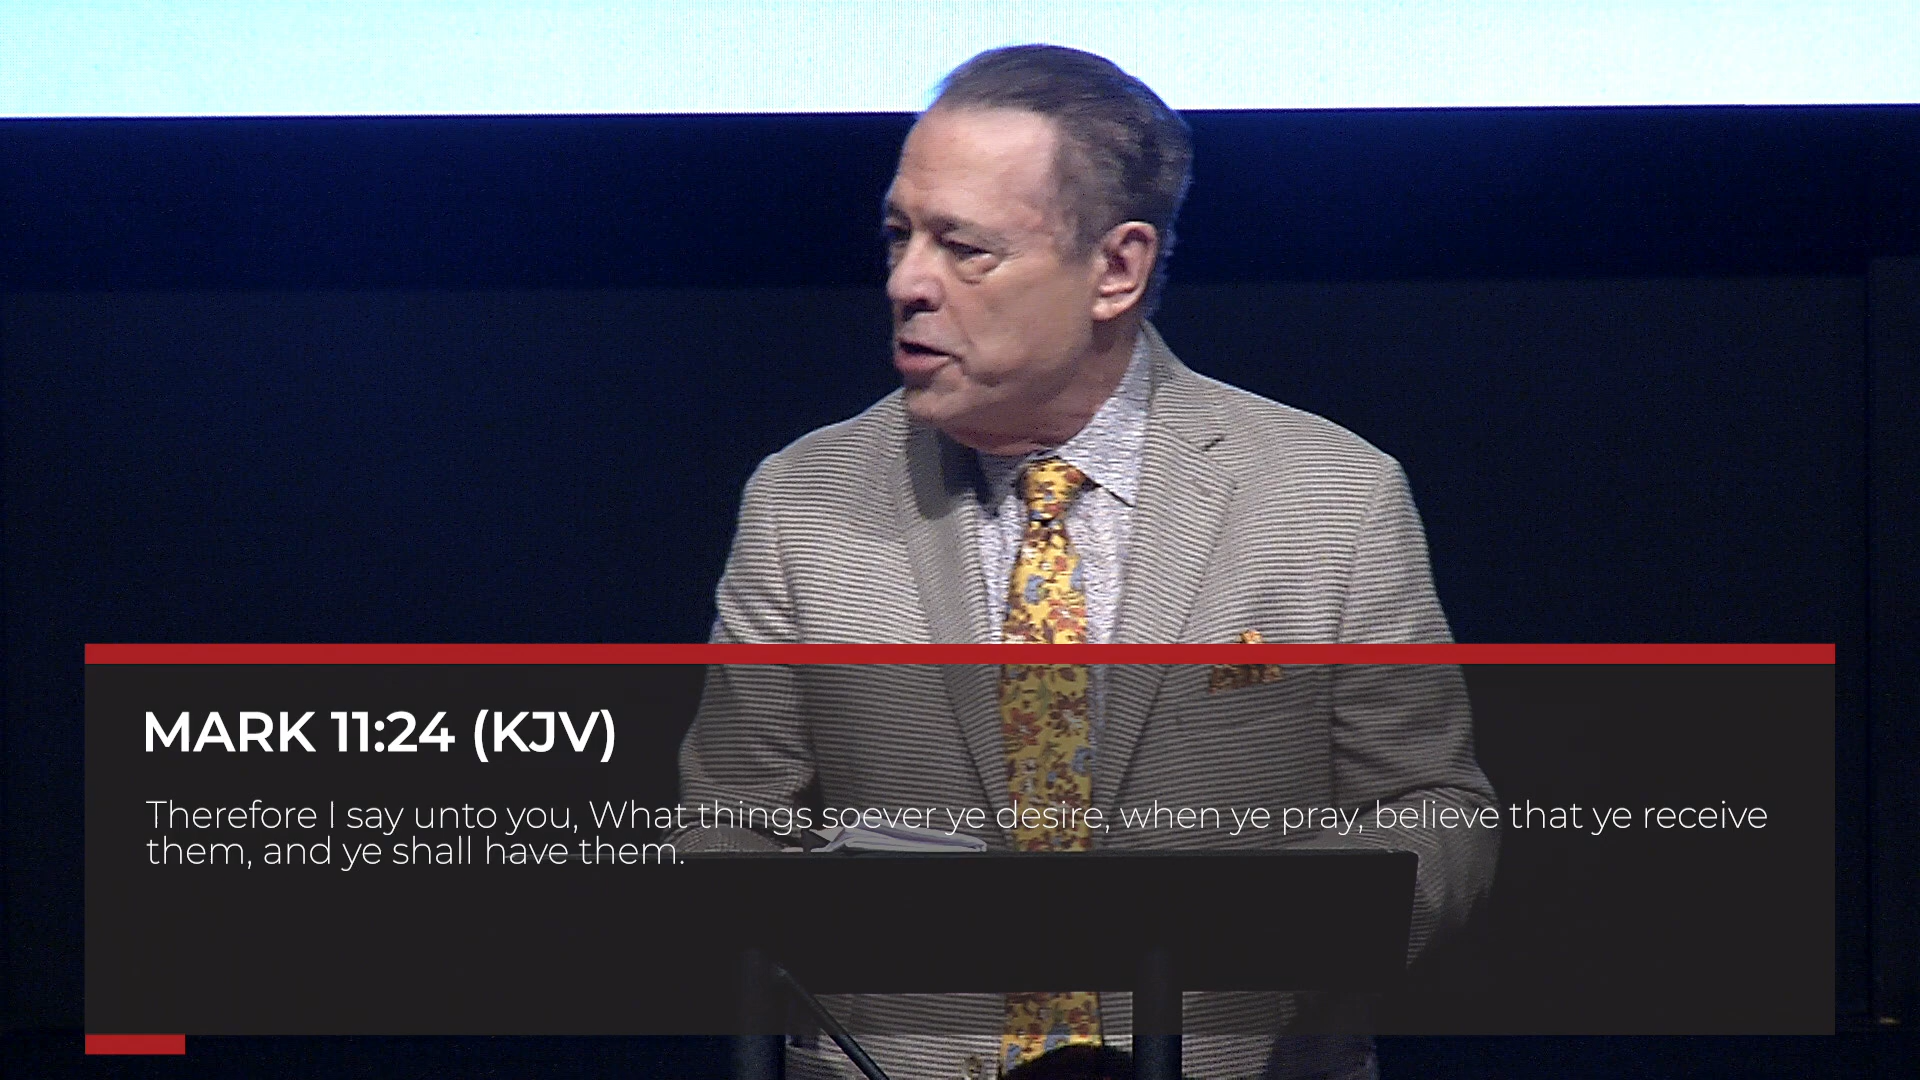 MARK 11:24 (KJV)
Therefore I say unto you, What things soever ye desire, when ye pray, believe that ye receive
them, and ye shall have them.